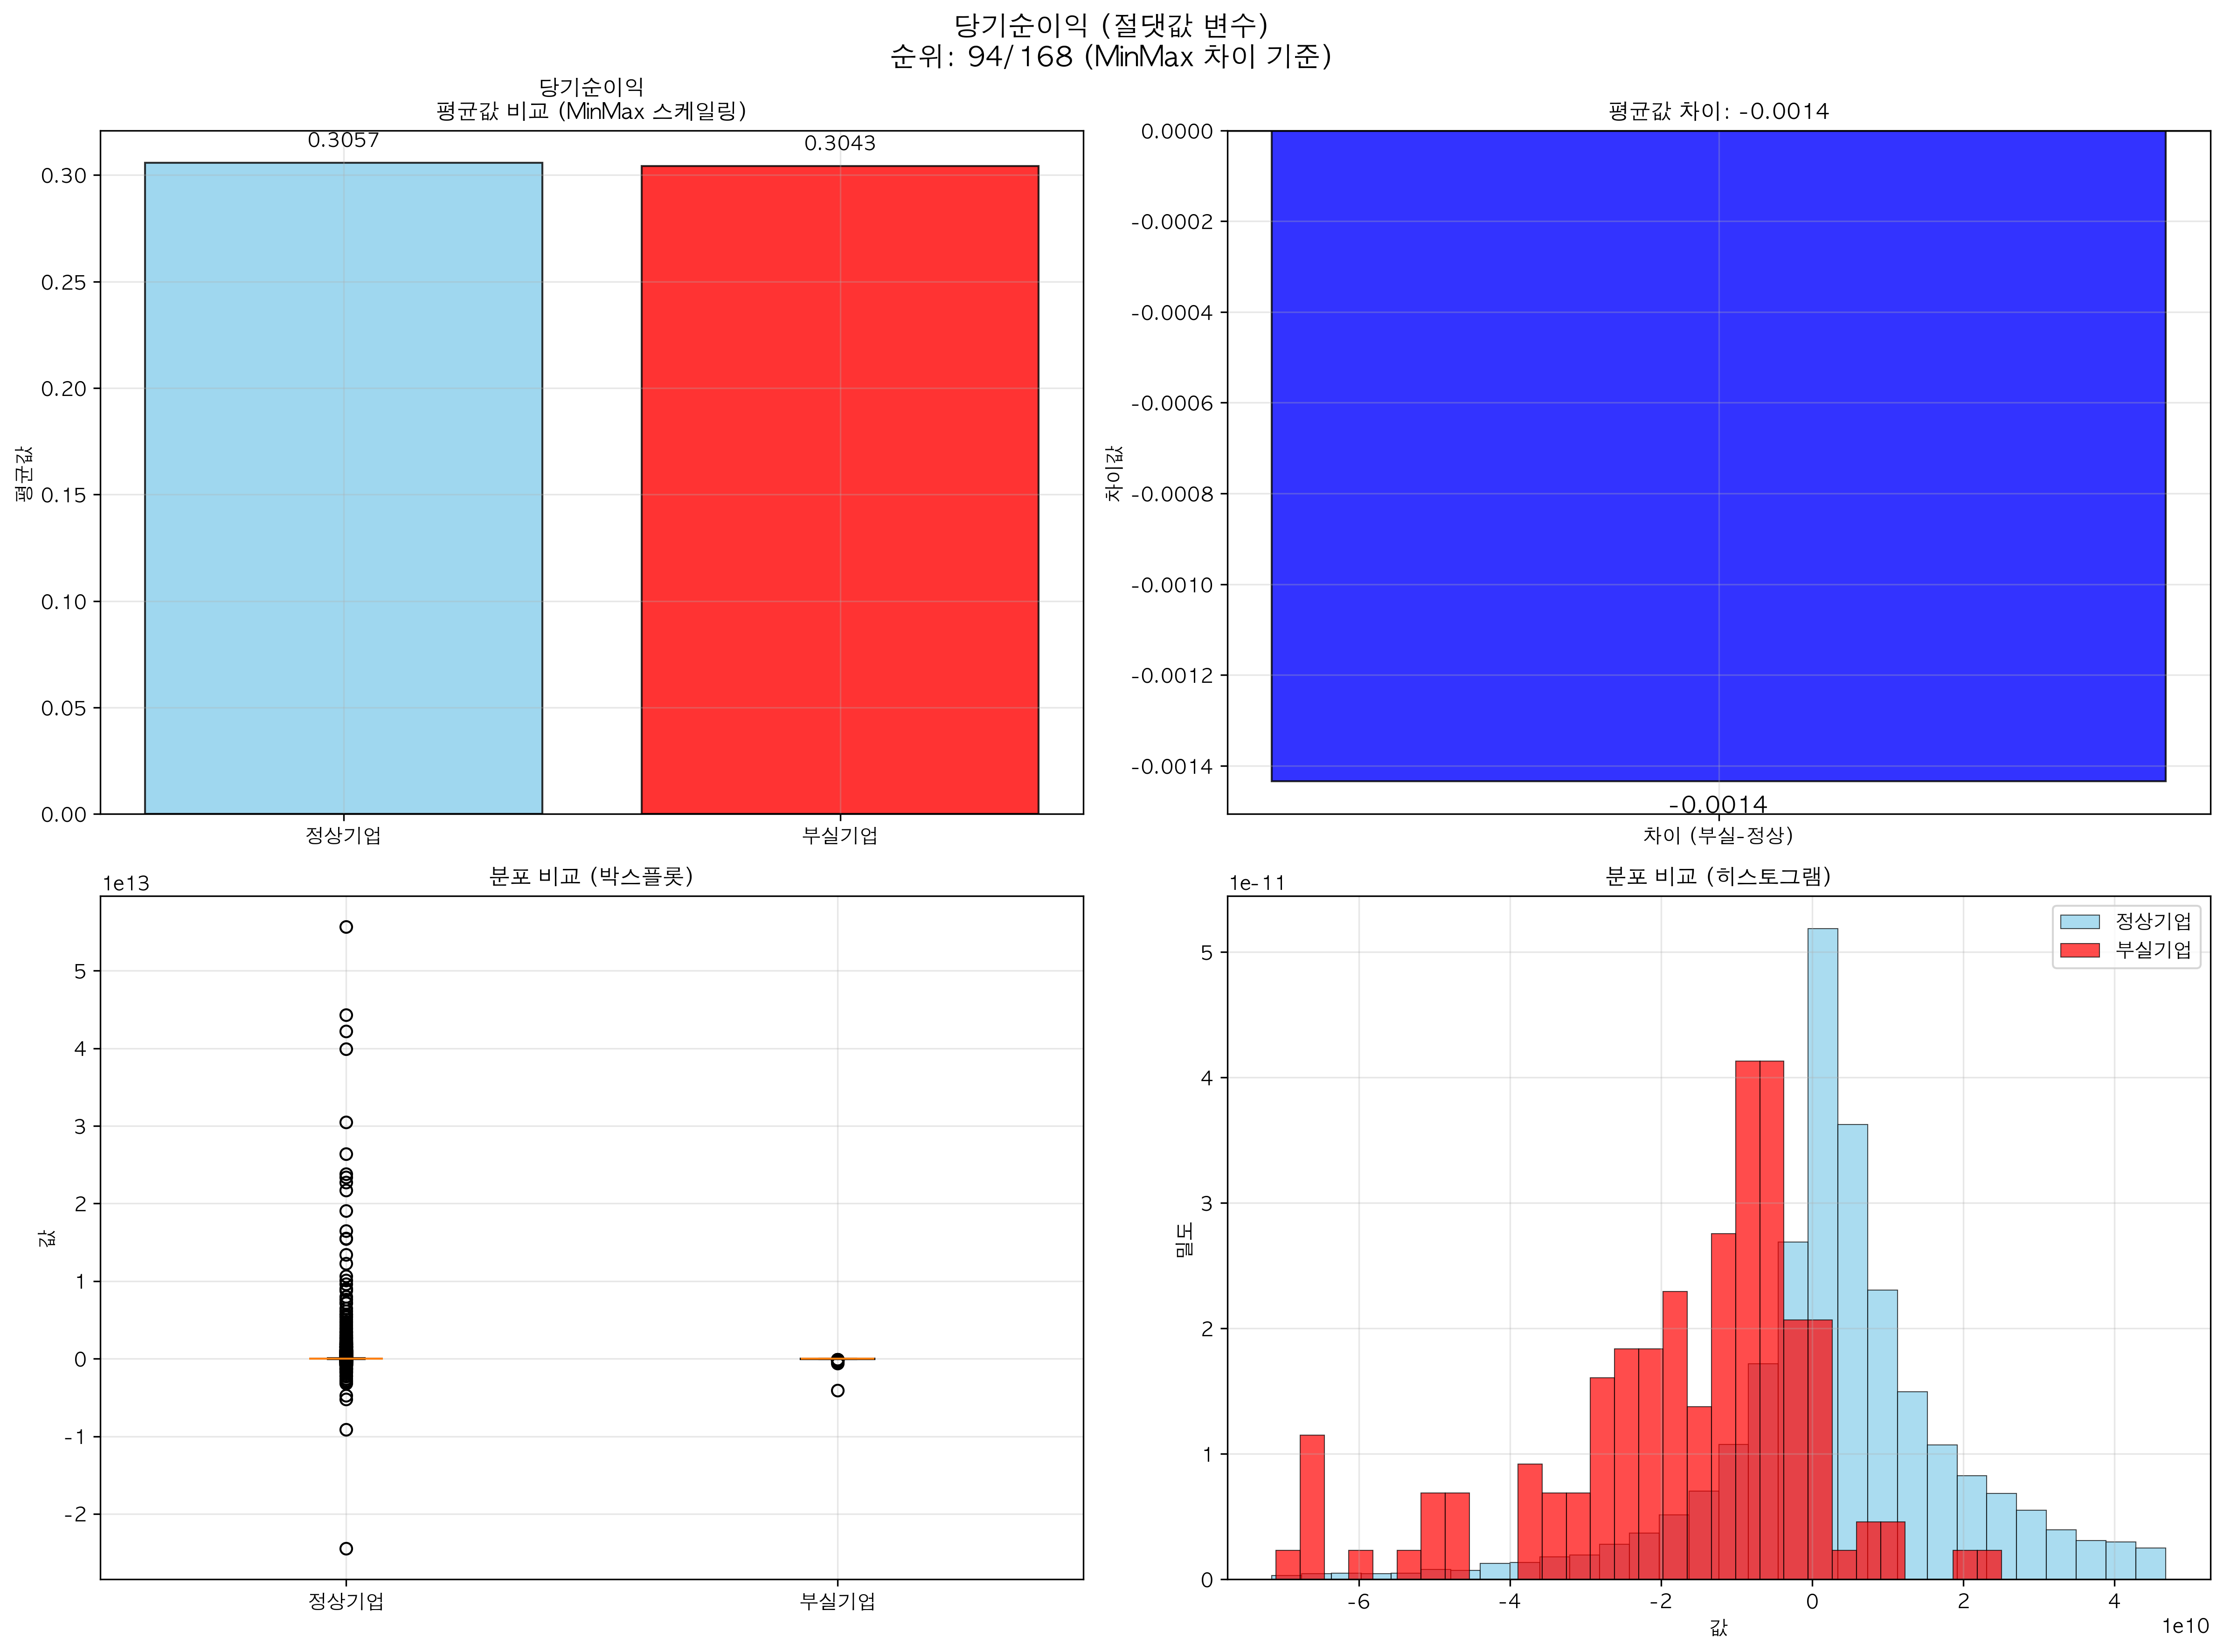 당기순이익 (절댓값 변수)
순위: 94/168 (MinMax 차이 기준)
당기순이익
평균값 비교 (MinMax 스케일링)
0.3057
0.3043
0.30
0.25
0.20
0.15
0.10
0.05
0.00
평균값
정상기업
부실기업
평균값 차이: -0.0014
0.0000
-0.0002
-0.0004
-0.0006
-0.0008
-0.0010
-0.0012
-0.0014
차이값
-0.0014
차이 (부실-정상)
분포 비교 (박스플롯)
1e13
5
4
3
2
1
0
-1
-2
값
정상기업
부실기업
분포 비교 (히스토그램)
1e-11
정상기업
부실기업
5
4
3
2
1
0
밀도
-6
-4
-2
0
2
4
1e10
값